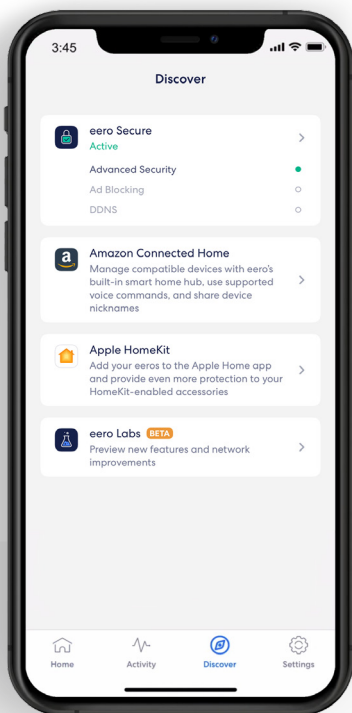 3:45
Discover
eero Secure
Active
Advanced Security
Ad Blocking
DDNS
Amazon Connected Home
Manage compatible devices with eero's
built-in smart home hub, use supported
voice commands, and share device
nicknames
Apple HomeKit
Add your eeros to the Apple Home app
and provide even more protection to your
HomeKit-enabled accessories
eero Labs BETA
Preview new features and network
improvements
Home Activity Discover Settings